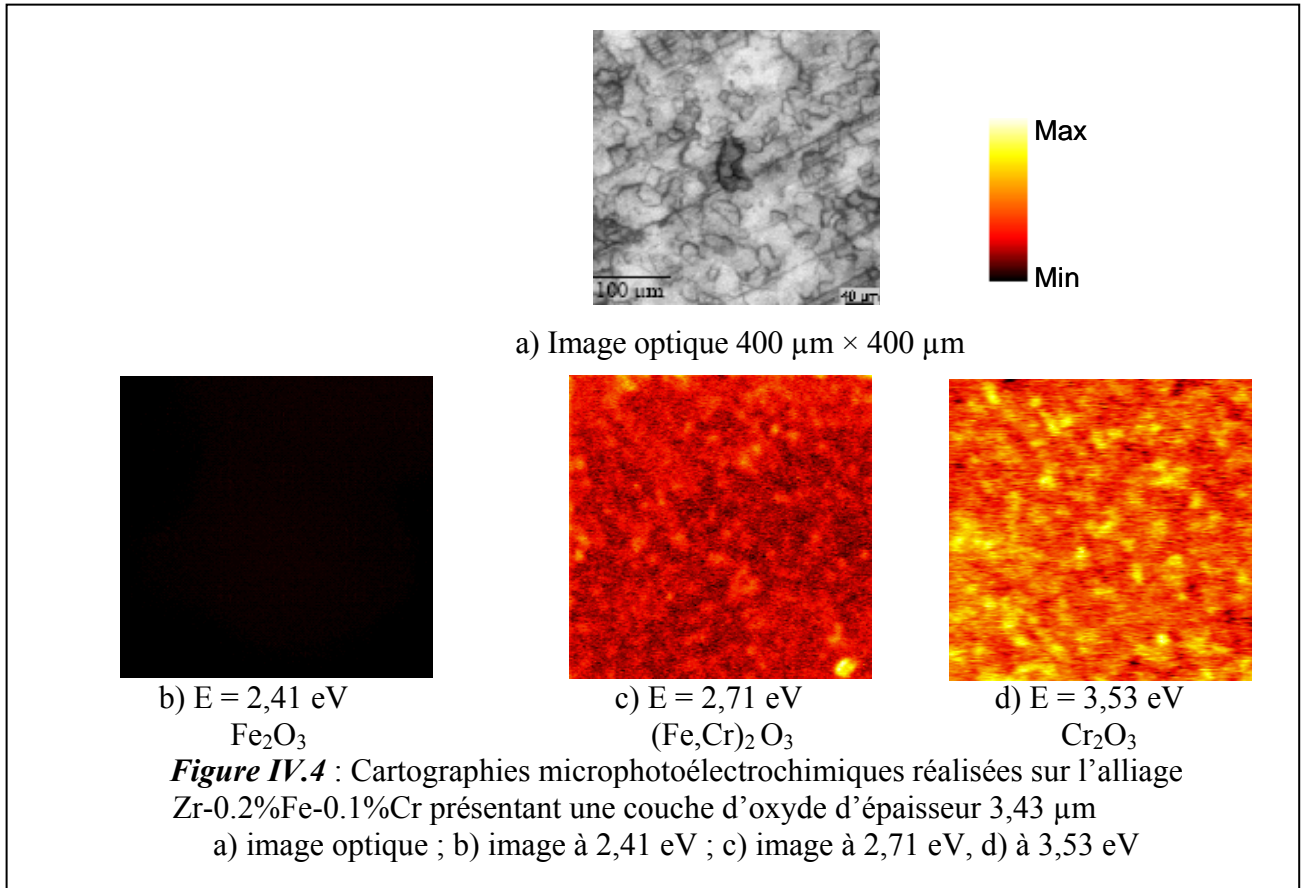 Max
Min
100 µm
40 µm
a) Image optique 400 µm × 400 µm
b) E = 2,41 eV
Fe₂O₃
c) E = 2,71 eV
(Fe,Cr)₂ O₃
d) E = 3,53 eV
Cr₂O₃
Figure IV.4 : Cartographies microphotoélectrochimiques réalisées sur l’alliage
Zr-0.2%Fe-0.1%Cr présentant une couche d’oxyde d’épaisseur 3,43 µm
a) image optique ; b) image à 2,41 eV ; c) image à 2,71 eV, d) à 3,53 eV